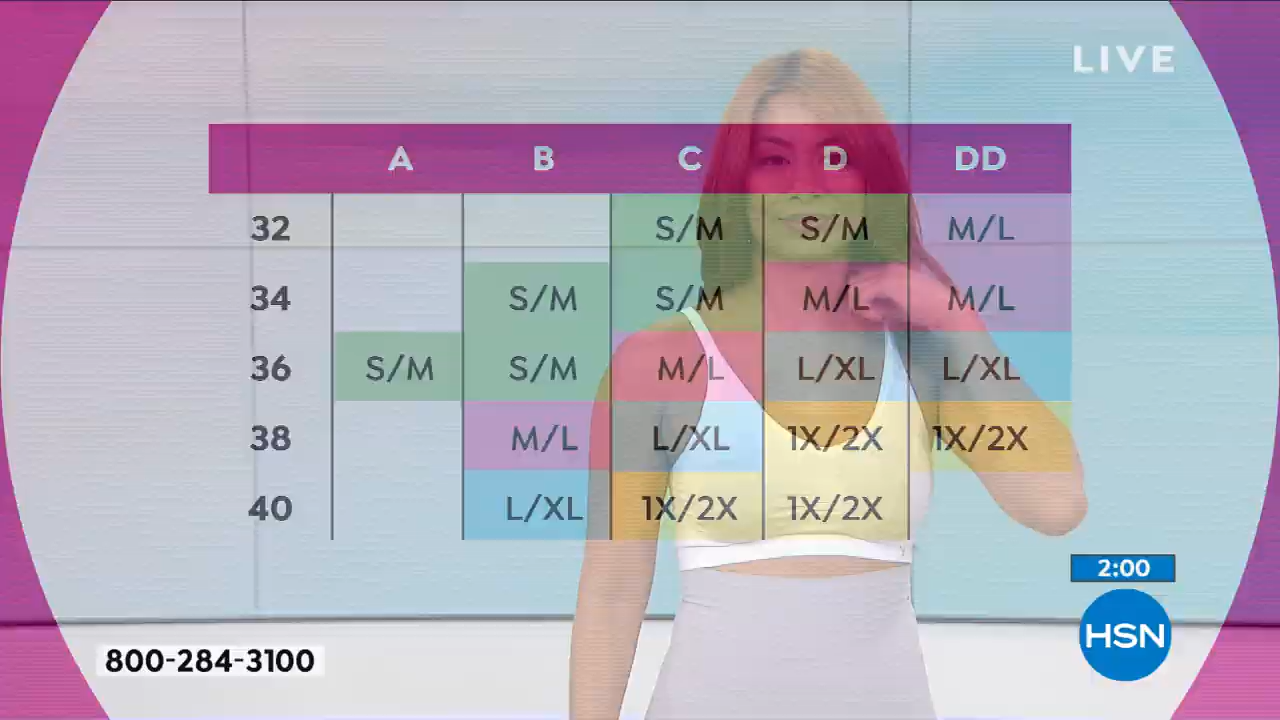 LIVE
A B C D DD
32 S/M S/M M/L
34 S/M S/M M/L M/L
36 S/M S/M M/L L/XL L/XL
38 M/L L/XL 1X/2X 1X/2X
40 L/XL 1X/2X 1X/2X
2:00
HSN
800-284-3100